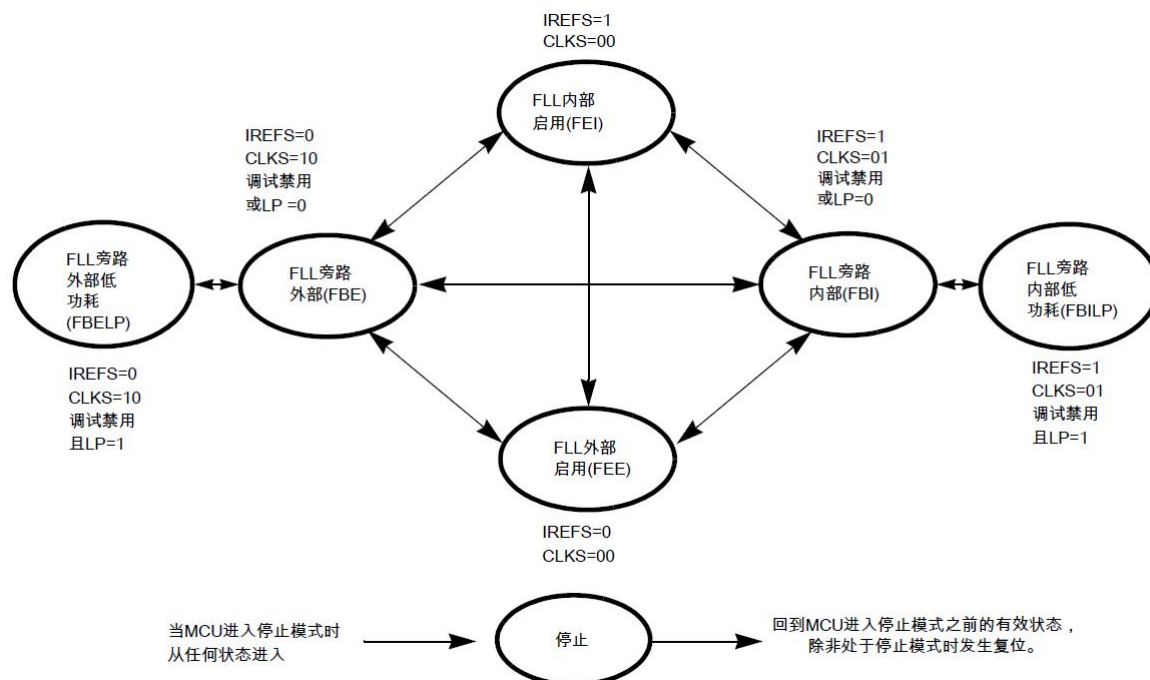 IREFS=1
CLKS=00
FLL内部
启用(FEI)
IREFS=0
CLKS=10
调试禁用
或LP =0
IREFS=1
CLKS=01
调试禁用
或LP=0
FLL旁路
外部低
功耗
(FBELP)
FLL旁路
外部(FBE)
FLL旁路
内部(FBI)
FLL旁路
内部低
功耗(FBILP)
IREFS=0
CLKS=10
调试禁用
且LP=1
IREFS=1
CLKS=01
调试禁用
且LP=1
FLL外部
启用(FEE)
IREFS=0
CLKS=00
当MCU进入停止模式时
从任何状态进入
停止
回到MCU进入停止模式之前的有效状态，
除非处于停止模式时发生复位。